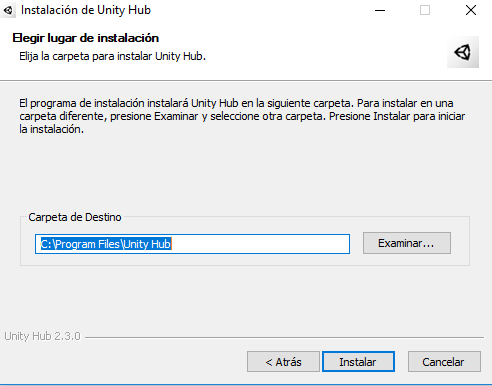 Instalación de Unity Hub
Elegir lugar de instalación
Elija la carpeta para instalar Unity Hub.
El programa de instalación instalará Unity Hub en la siguiente carpeta. Para instalar en una
carpeta diferente, presione Examinar y seleccione otra carpeta. Presione Instalar para iniciar
la instalación.
Carpeta de Destino
C:\Program Files\Unity Hub
Examinar...
Unity Hub 2.3.0
< Atrás
Instalar
Cancelar